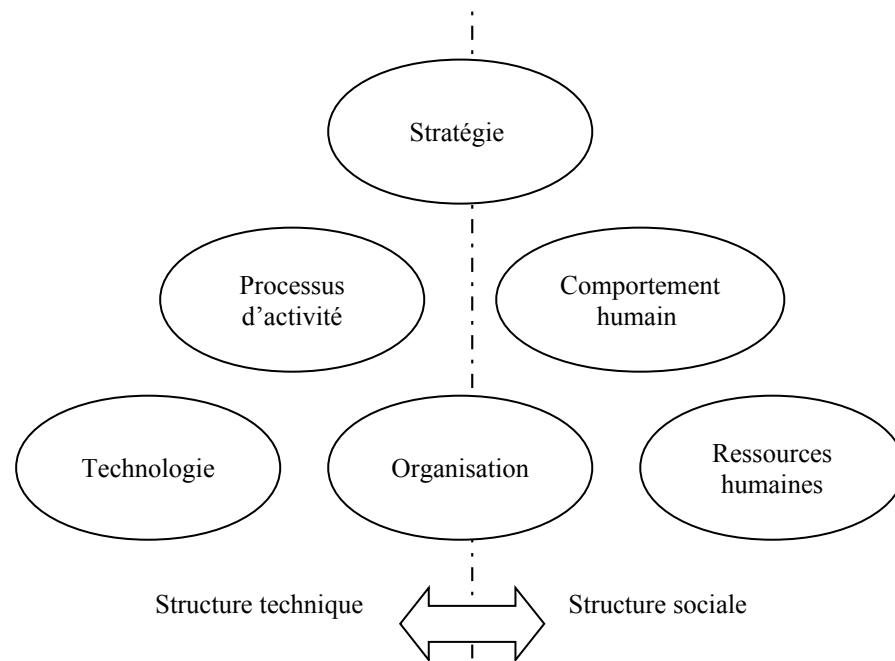 Stratégie
Processus
d’activité
Comportement
humain
Technologie
Organisation
Ressources
humaines
Structure technique
Structure sociale